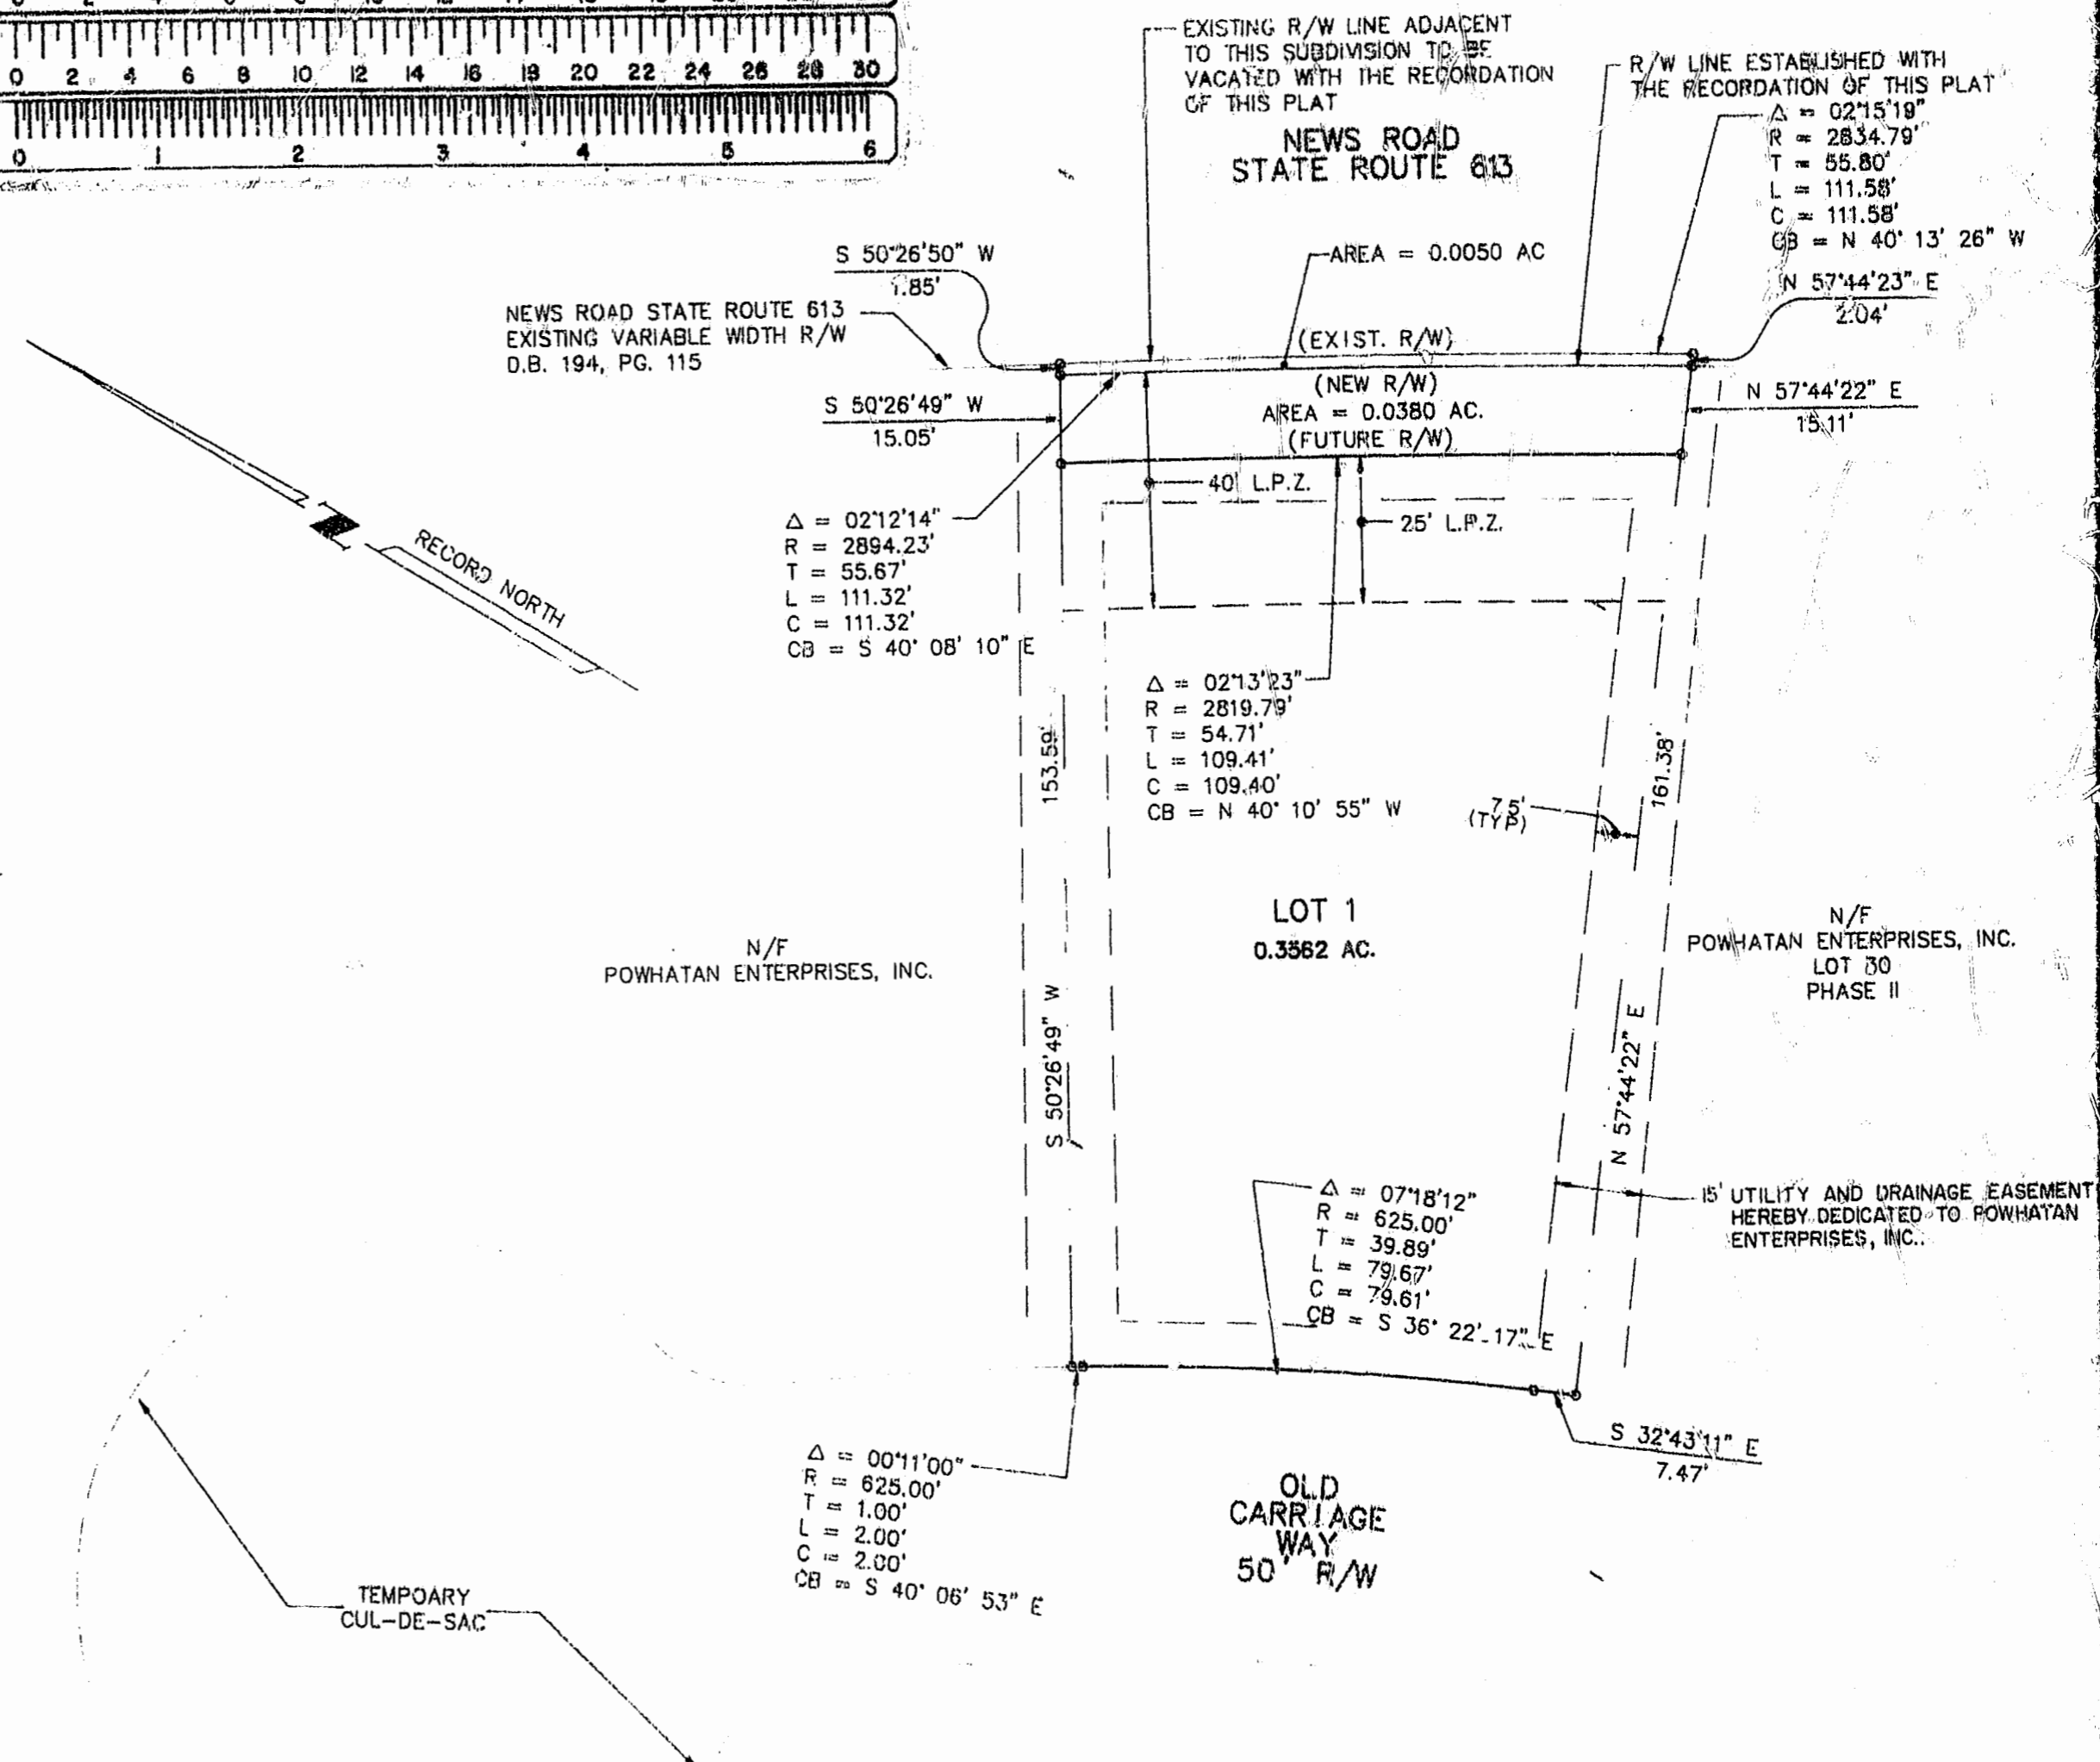 0 2 4 6 8 10 12 14 16 18 20 22 24 26 28 30
0 1 2 3 4 5 6
EXISTING R/W LINE ADJACENT
TO THIS SUBDIVISION TO BE
VACATED WITH THE RECORDATION
OF THIS PLAT
R/W LINE ESTABLISHED WITH
THE RECORDATION OF THIS PLAT
NEWS ROAD
STATE ROUTE 613
Δ = 02°15'19"
R = 2834.79'
T = 55.80'
L = 111.58'
C = 111.58'
CB = N 40° 13' 26" W
S 50°26'50" W
1.85'
AREA = 0.0050 AC
N 57°44'23" E
2.04'
NEWS ROAD STATE ROUTE 613
EXISTING VARIABLE WIDTH R/W
D.B. 194, PG. 115
(EXIST. R/W)
(NEW R/W)
AREA = 0.0380 AC.
(FUTURE R/W)
S 50°26'49" W
15.05'
N 57°44'22" E
15.11'
40' L.P.Z.
25' L.P.Z.
RECORD NORTH
Δ = 02°12'14"
R = 2894.23'
T = 55.67'
L = 111.32'
C = 111.32'
CB = S 40° 08' 10" E
Δ = 02°13'23"
R = 2819.79'
T = 54.71'
L = 109.41'
C = 109.40'
CB = N 40° 10' 55" W
153.59'
161.38'
7.5'
(TYP)
LOT 1
0.3562 AC.
N/F
POWHATAN ENTERPRISES, INC.
N/F
POWHATAN ENTERPRISES, INC.
LOT 30
PHASE II
S 50°26'49" W
N 57°44'22" E
Δ = 07°18'12"
R = 625.00'
T = 39.89'
L = 79.67'
C = 79.61'
CB = S 36° 22' 17" E
15' UTILITY AND DRAINAGE EASEMENT
HEREBY DEDICATED TO POWHATAN
ENTERPRISES, INC..
S 32°43'11" E
7.47'
Δ = 00°11'00"
R = 625.00'
T = 1.00'
L = 2.00'
C = 2.00'
CB = S 40° 06' 53" E
OLD
CARRIAGE
WAY
50' R/W
TEMPOARY
CUL-DE-SAC